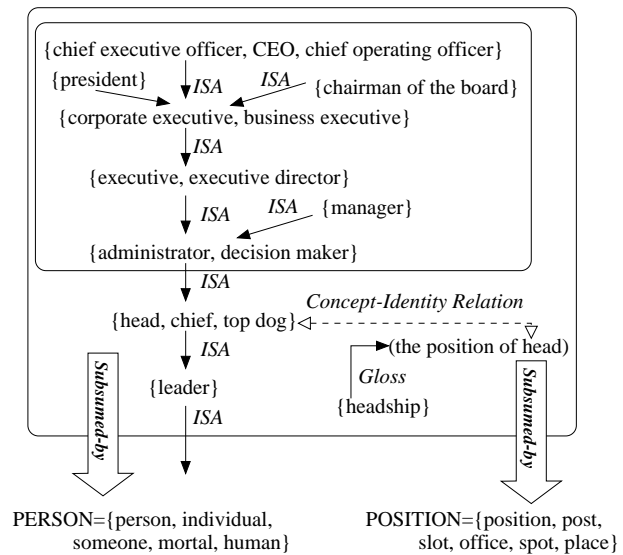 {chief executive officer, CEO, chief operating officer}
{president}
ISA
ISA
{chairman of the board}
{corporate executive, business executive}
ISA
{executive, executive director}
ISA
ISA
{manager}
{administrator, decision maker}
ISA
Concept-Identity Relation
{head, chief, top dog}
ISA
(the position of head)
Gloss
{leader}
{headship}
ISA
Subsumed-by
Subsumed-by
PERSON={person, individual,
someone, mortal, human}
POSITION={position, post,
slot, office, spot, place}